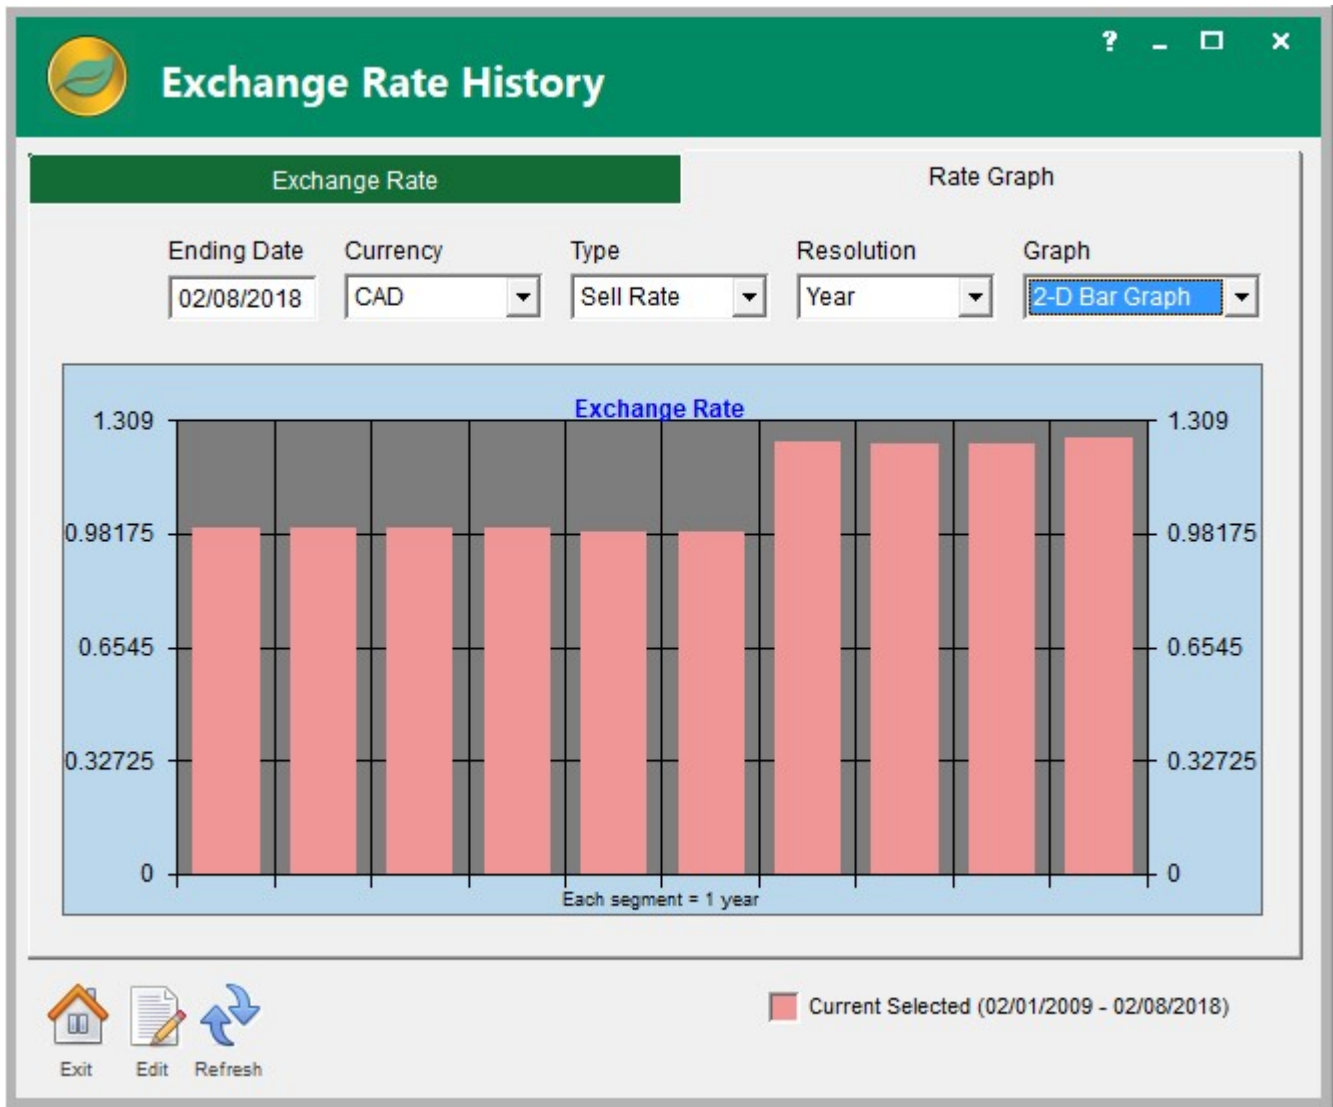 ?
Exchange Rate History
Exchange Rate
Rate Graph
Ending Date Currency Type Resolution Graph
02/08/2018 CAD Sell Rate Year 2-D Bar Graph
Exchange Rate
1.309 1.309
0.98175 0.98175
0.6545 0.6545
0.32725 0.32725
0 0
Each segment = 1 year
Current Selected (02/01/2009 - 02/08/2018)
Exit Edit Refresh